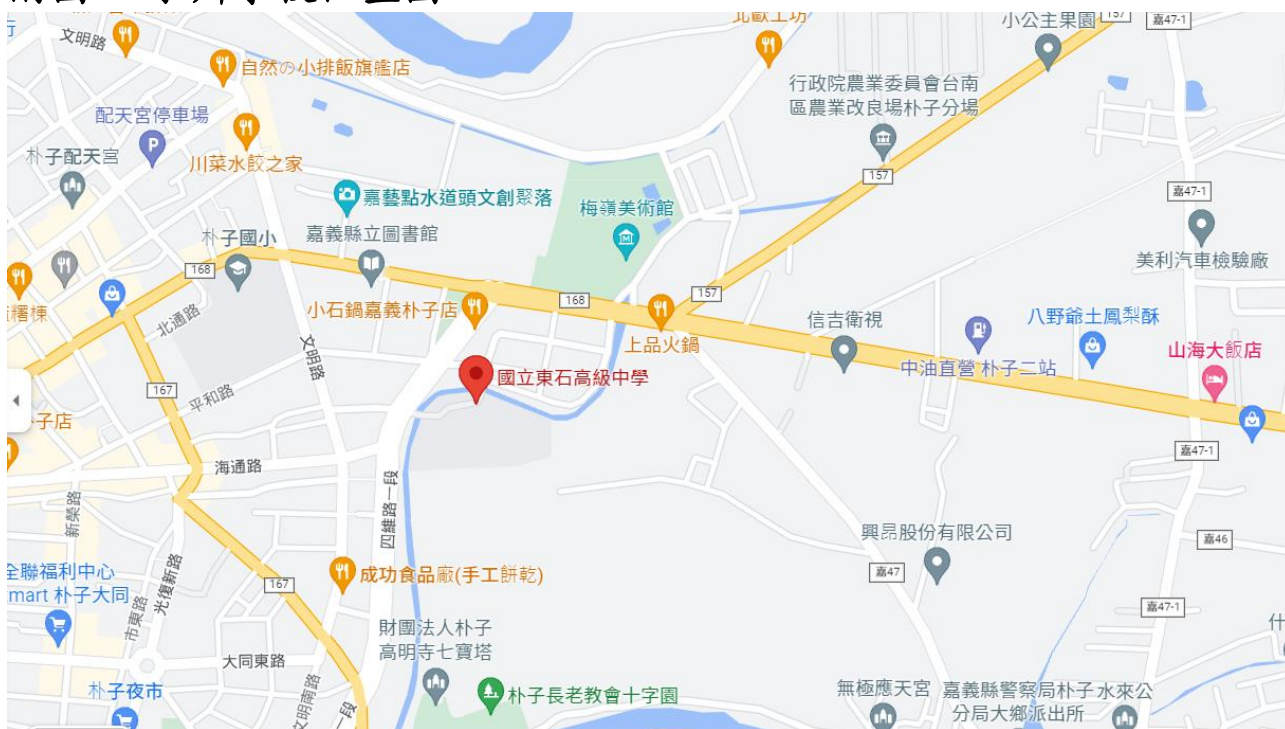 文明路
自然の小排飯旗艦店
配天宮停車場
朴子配天宮
川菜水餃之家
北歐工坊
小公主果園
157
嘉47-1
行政院農業委員會台南
區農業改良場朴子分場
157
嘉47-1
嘉藝點水道頭文創聚落
梅嶺美術館
朴子國小
嘉義縣立圖書館
168
美利汽車檢驗廠
小石鍋嘉義朴子店
168
157
上品火鍋
信吉衛視
八野爺土鳳梨酥
中油直營 朴子二站
山海大飯店
北通路
文明路
國立東石高級中學
167
平和路
子店
海通路
嘉47-1
四維路一段
新榮路
興昂股份有限公司
嘉46
全聯福利中心
mart 朴子大同
光復新路
市東路
167
成功食品廠(手工餅乾)
嘉47
嘉47-1
財團法人朴子
高明寺七寶塔
大同東路
朴子夜市
文明南路
朴子長老教會十字園
無極應天宮
嘉義縣警察局朴子
分局大鄉派出所
水來公